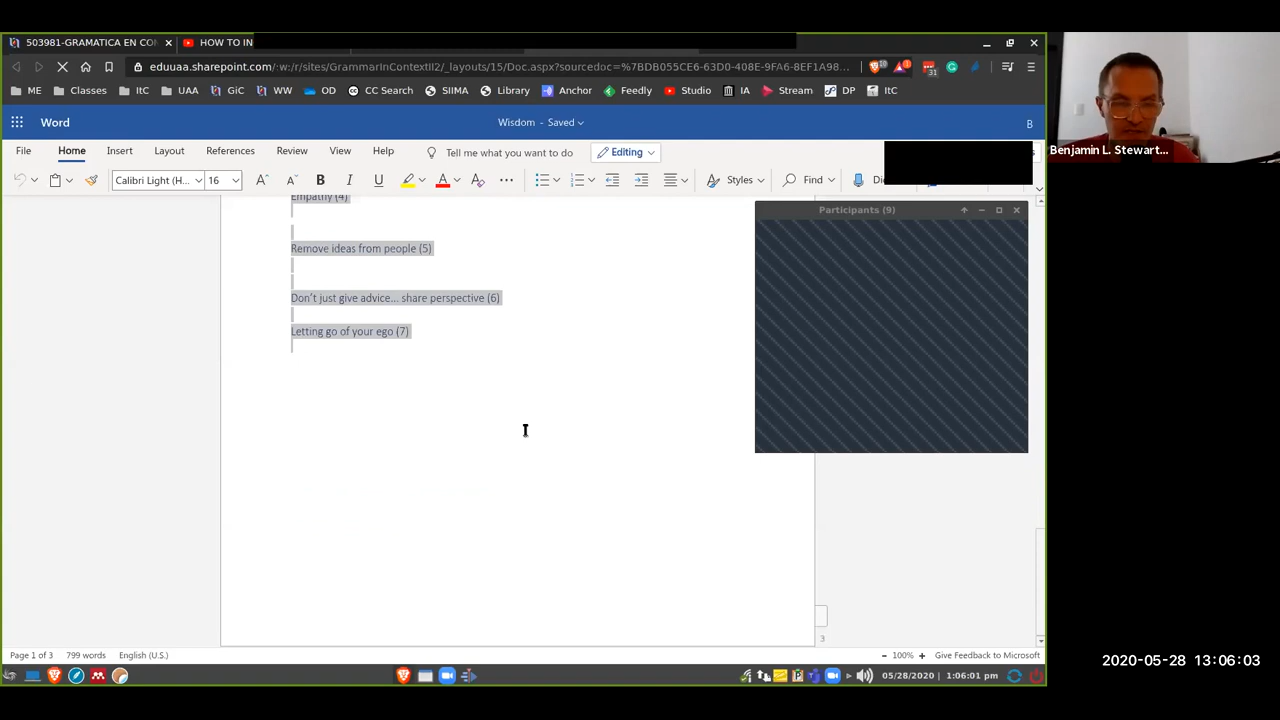 503981-GRAMATICA EN CON
HOW TO IN
eduuaa.sharepoint.com/:w:/r/sites/GrammarInContextII2/_layouts/15/Doc.aspx?sourcedoc=%7BDB055CE6-63D0-408E-9FA6-8EF1A98...
19
1
31
ME
Classes
ItC
UAA
GiC
WW
OD
CC Search
SIIMA
Library
Anchor
Feedly
Studio
IA
Stream
DP
ItC
Word
Wisdom - Saved
B
File
Home
Insert
Layout
References
Review
View
Help
Tell me what you want to do
Editing
Calibri Light (H...
16
Styles
Find
Empathy (4)
Remove ideas from people (5)
Don't just give advice... share perspective (6)
Letting go of your ego (7)
Participants (9)
3
Page 1 of 3
799 words
English (U.S.)
100%
Give Feedback to Microsoft
05/28/2020
1:06:01 pm
Benjamin L. Stewart...
2020-05-28 13:06:03